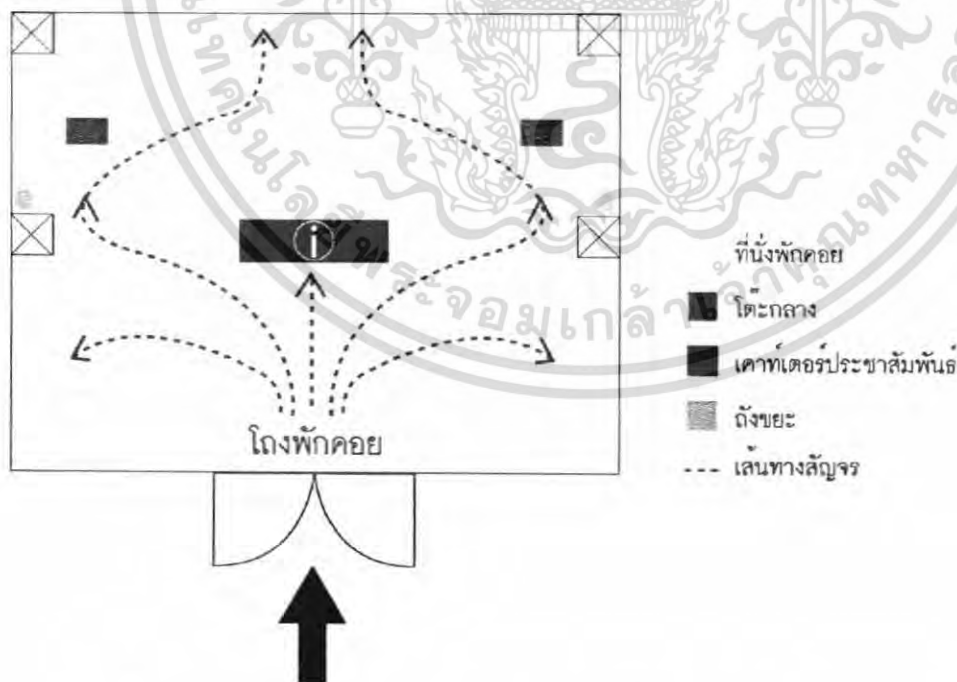 โถงพักคอย
ที่นั่งพักคอย
โต๊ะกลาง
เคาท์เตอร์ประชาสัมพันธ์
ถังขยะ
เส้นทางสัญจร
i